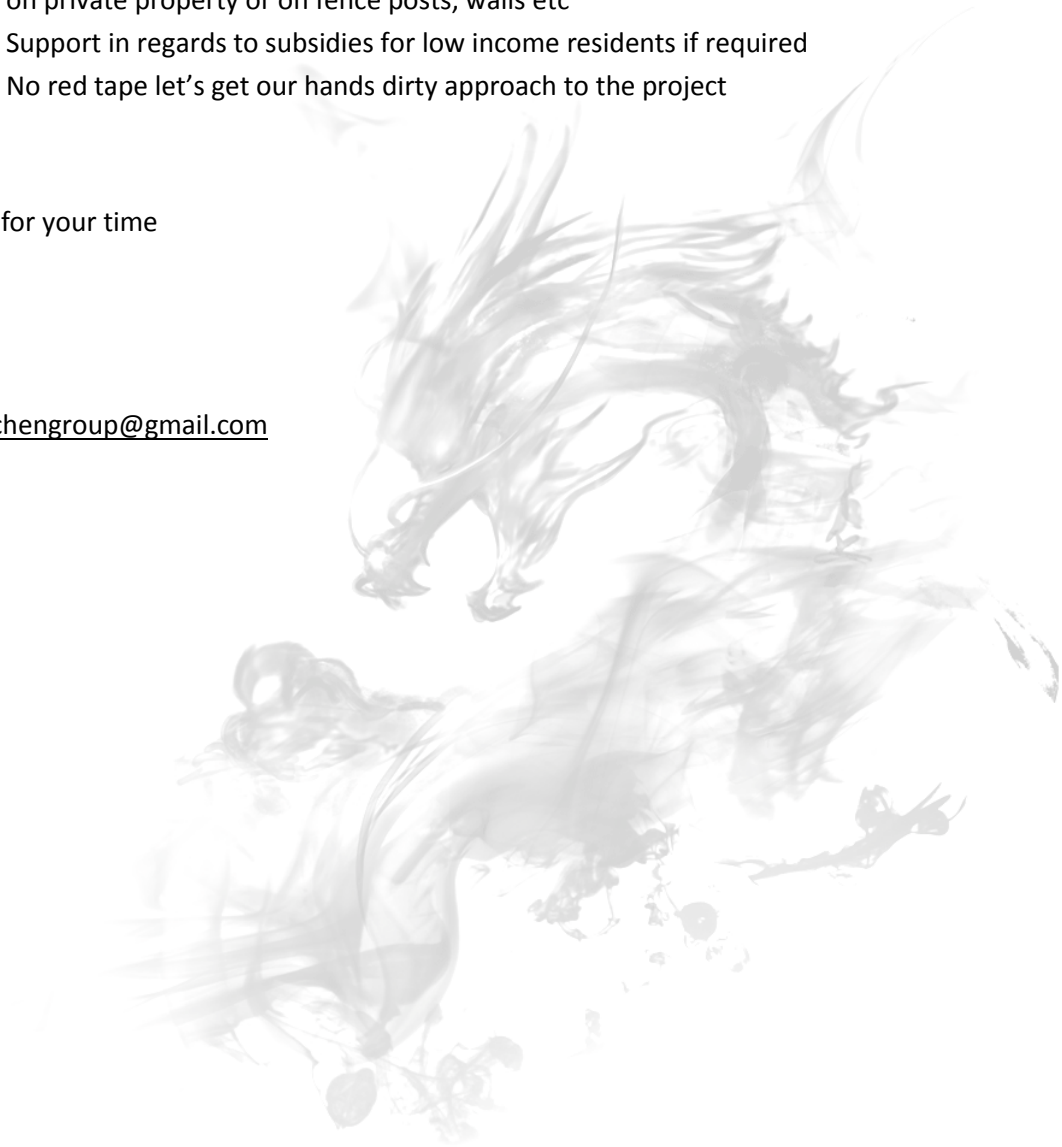 on private property or on fence posts, walls etc
Support in regards to subsidies for low income residents if required
No red tape let's get our hands dirty approach to the project
for your time
chengroup@gmail.com